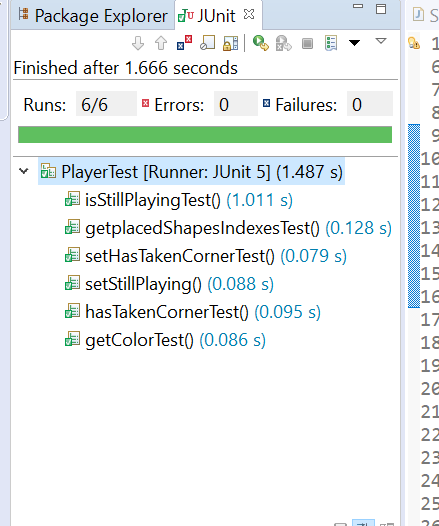 Package Explorer JUnit
Finished after 1.666 seconds
Runs: 6/6 Errors: 0 Failures: 0
PlayerTest [Runner: JUnit 5] (1.487 s)
isStillPlayingTest() (1.011 s)
getplacedShapesIndexesTest() (0.128 s)
setHasTakenCornerTest() (0.079 s)
setStillPlaying() (0.088 s)
hasTakenCornerTest() (0.095 s)
getColorTest() (0.086 s)
6
7
8
9
10
11
12
13
14
15
16
17
18
19
20
21
22
23
24
25